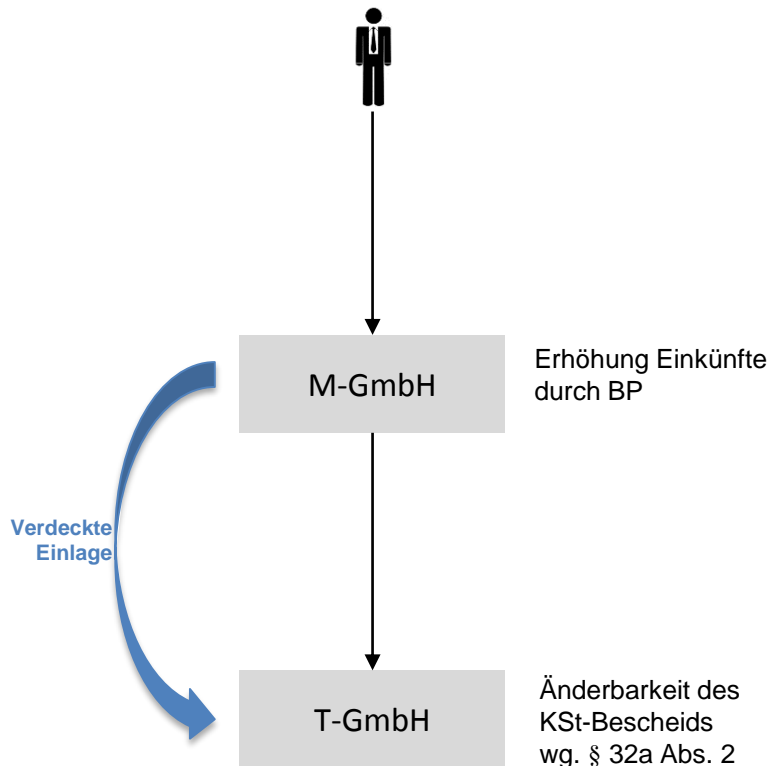 M-GmbH
Erhöhung Einkünfte
durch BP
Verdeckte
Einlage
T-GmbH
Änderbarkeit des
KSt-Bescheids
wg. § 32a Abs. 2